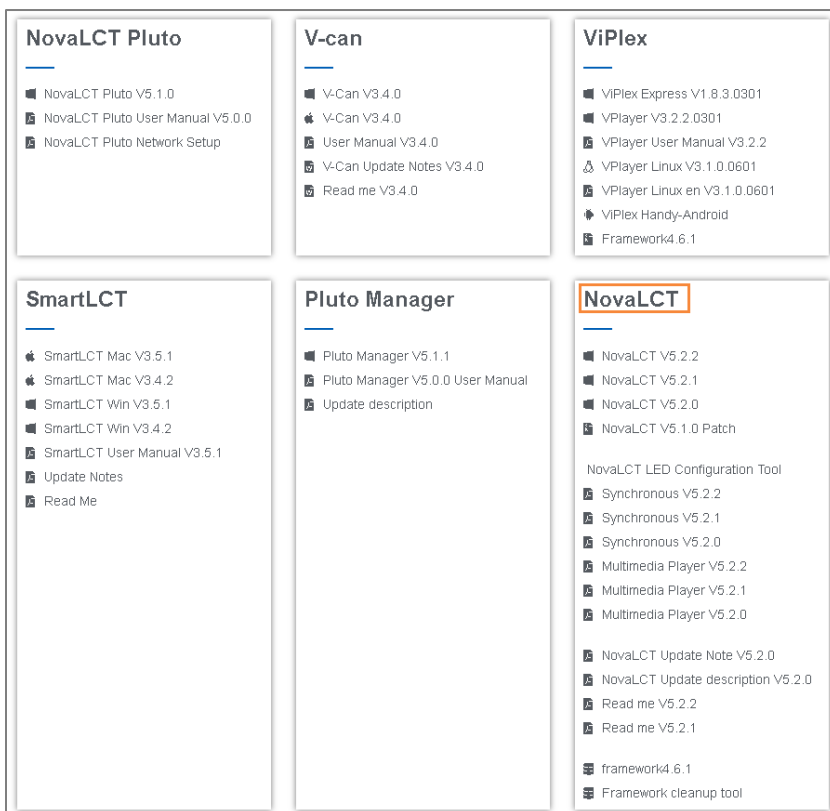 NovaLCT Pluto
NovaLCT Pluto V5.1.0
NovaLCT Pluto User Manual V5.0.0
NovaLCT Pluto Network Setup
V-can
V-Can V3.4.0
V-Can V3.4.0
User Manual V3.4.0
V-Can Update Notes V3.4.0
Read me V3.4.0
ViPlex
ViPlex Express V1.8.3.0301
VPlayer V3.2.2.0301
VPlayer User Manual V3.2.2
VPlayer Linux V3.1.0.0601
VPlayer Linux en V3.1.0.0601
ViPlex Handy-Android
Framework4.6.1
SmartLCT
SmartLCT Mac V3.5.1
SmartLCT Mac V3.4.2
SmartLCT Win V3.5.1
SmartLCT Win V3.4.2
SmartLCT User Manual V3.5.1
Update Notes
Read Me
Pluto Manager
Pluto Manager V5.1.1
Pluto Manager V5.0.0 User Manual
Update description
NovaLCT
NovaLCT V5.2.2
NovaLCT V5.2.1
NovaLCT V5.2.0
NovaLCT V5.1.0 Patch
NovaLCT LED Configuration Tool
Synchronous V5.2.2
Synchronous V5.2.1
Synchronous V5.2.0
Multimedia Player V5.2.2
Multimedia Player V5.2.1
Multimedia Player V5.2.0
NovaLCT Update Note V5.2.0
NovaLCT Update description V5.2.0
Read me V5.2.2
Read me V5.2.1
framework4.6.1
Framework cleanup tool